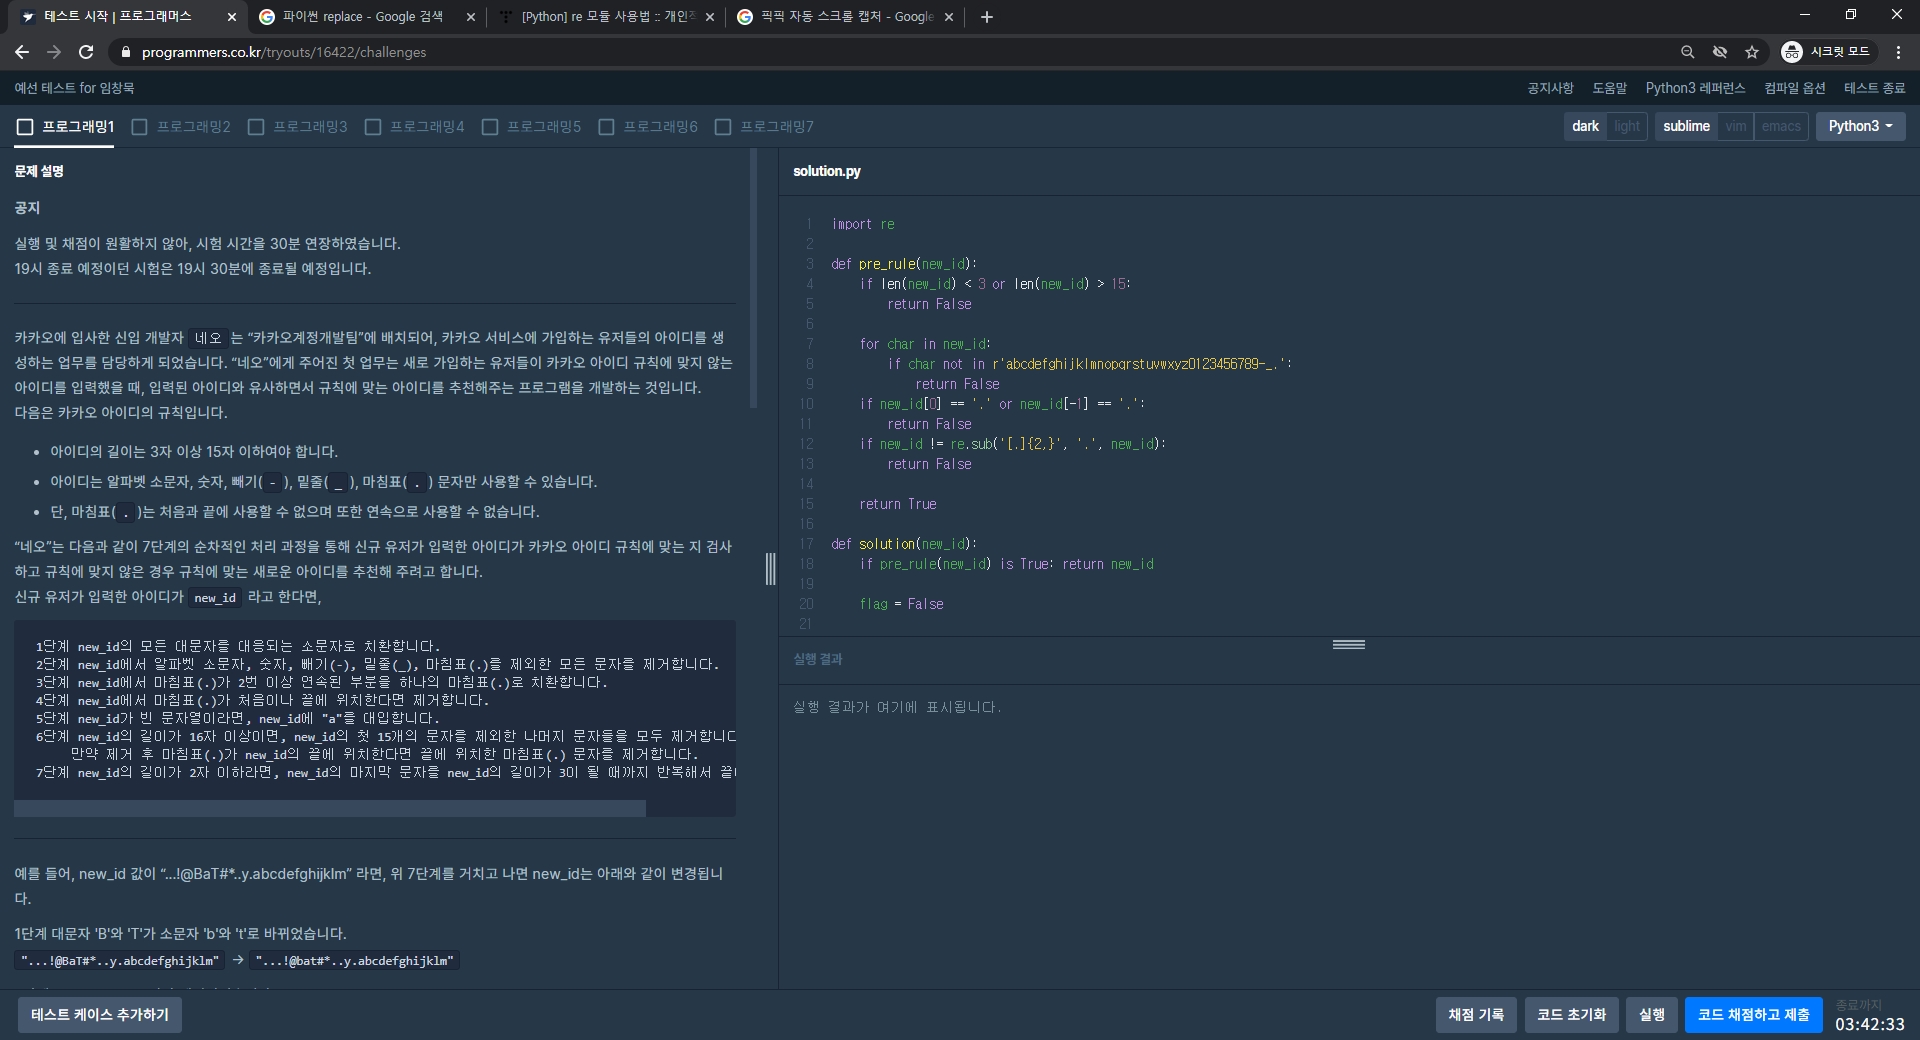 테스트 시작 | 프로그래머스
파이썬 replace - Google 검색
[Python] re 모듈 사용법 :: 개인적
픽픽 자동 스크롤 캡처 - Google
programmers.co.kr/tryouts/16422/challenges
시크릿 모드
예선 테스트 for 임창묵
공지사항 도움말 Python3 레퍼런스 컴파일 옵션 테스트 종료
프로그래밍1 프로그래밍2 프로그래밍3 프로그래밍4 프로그래밍5 프로그래밍6 프로그래밍7
dark light sublime vim emacs Python3
문제 설명
공지
실행 및 채점이 원활하지 않아, 시험 시간을 30분 연장하였습니다.
19시 종료 예정이던 시험은 19시 30분에 종료될 예정입니다.
카카오에 입사한 신입 개발자 네오 는 “카카오계정개발팀”에 배치되어, 카카오 서비스에 가입하는 유저들의 아이디를 생
성하는 업무를 담당하게 되었습니다. “네오”에게 주어진 첫 업무는 새로 가입하는 유저들이 카카오 아이디 규칙에 맞지 않는
아이디를 입력했을 때, 입력된 아이디와 유사하면서 규칙에 맞는 아이디를 추천해주는 프로그램을 개발하는 것입니다.
다음은 카카오 아이디의 규칙입니다.
• 아이디의 길이는 3자 이상 15자 이하여야 합니다.
• 아이디는 알파벳 소문자, 숫자, 빼기( - ), 밑줄( _ ), 마침표( . ) 문자만 사용할 수 있습니다.
• 단, 마침표( . )는 처음과 끝에 사용할 수 없으며 또한 연속으로 사용할 수 없습니다.
“네오”는 다음과 같이 7단계의 순차적인 처리 과정을 통해 신규 유저가 입력한 아이디가 카카오 아이디 규칙에 맞는 지 검사
하고 규칙에 맞지 않은 경우 규칙에 맞는 새로운 아이디를 추천해 주려고 합니다.
신규 유저가 입력한 아이디가 new_id 라고 한다면,
1단계 new_id의 모든 대문자를 대응되는 소문자로 치환합니다.
2단계 new_id에서 알파벳 소문자, 숫자, 빼기(-), 밑줄(_), 마침표(.)를 제외한 모든 문자를 제거합니다.
3단계 new_id에서 마침표(.)가 2번 이상 연속된 부분을 하나의 마침표(.)로 치환합니다.
4단계 new_id에서 마침표(.)가 처음이나 끝에 위치한다면 제거합니다.
5단계 new_id가 빈 문자열이라면, new_id에 "a"를 대입합니다.
6단계 new_id의 길이가 16자 이상이면, new_id의 첫 15개의 문자를 제외한 나머지 문자들을 모두 제거합니다
만약 제거 후 마침표(.)가 new_id의 끝에 위치한다면 끝에 위치한 마침표(.) 문자를 제거합니다.
7단계 new_id의 길이가 2자 이하라면, new_id의 마지막 문자를 new_id의 길이가 3이 될 때까지 반복해서 끝
예를 들어, new_id 값이 “...!@BaT#*..y.abcdefghijklm” 라면, 위 7단계를 거치고 나면 new_id는 아래와 같이 변경됩니
다.
1단계 대문자 'B'와 'T'가 소문자 'b'와 't'로 바뀌었습니다.
"...!@BaT#*..y.abcdefghijklm" → "...!@bat#*..y.abcdefghijklm"
solution.py
1 import re
2
3 def pre_rule(new_id):
4 if len(new_id) < 3 or len(new_id) > 15:
5 return False
6
7 for char in new_id:
8 if char not in r'abcdefghijklmnopqrstuvwxyz0123456789-_.':
9 return False
10 if new_id[0] == '.' or new_id[-1] == '.':
11 return False
12 if new_id != re.sub('[.]{2,}', '.', new_id):
13 return False
14
15 return True
16
17 def solution(new_id):
18 if pre_rule(new_id) is True: return new_id
19
20 flag = False
21
실행 결과
실행 결과가 여기에 표시됩니다.
테스트 케이스 추가하기
채점 기록 코드 초기화 실행 코드 채점하고 제출
종료까지
03:42:33